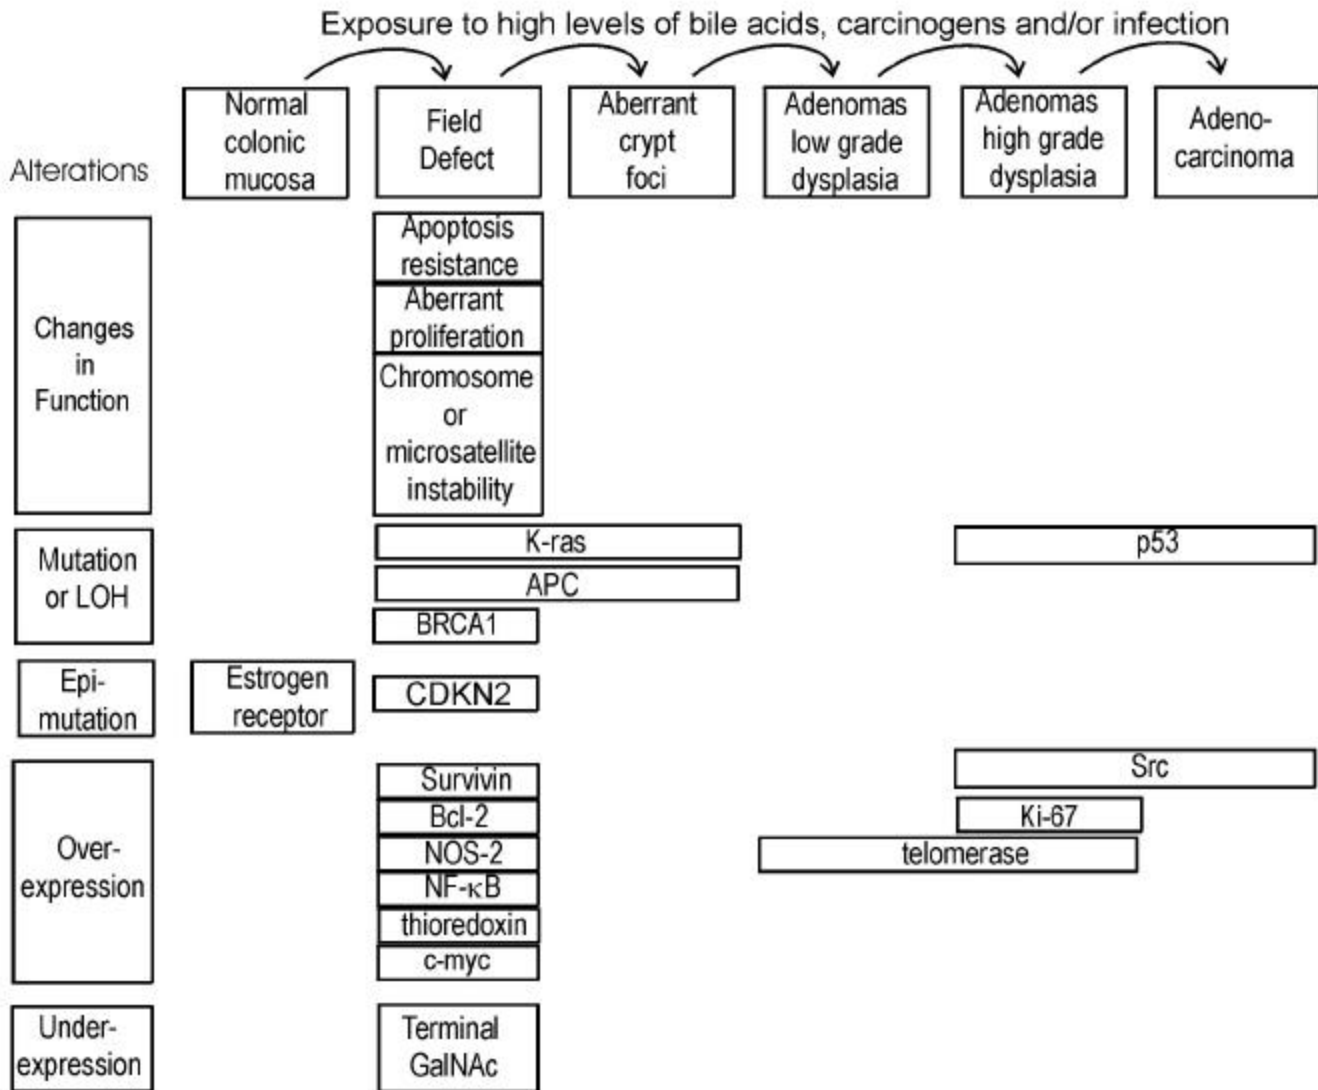 Exposure to high levels of bile acids, carcinogens and/or infection
Normal
colonic
mucosa
Field
Defect
Aberrant
crypt
foci
Adenomas
low grade
dysplasia
Adenomas
high grade
dysplasia
Adeno-
carcinoma
Alterations
Changes
in
Function
Apoptosis
resistance
Aberrant
proliferation
Chromosome
or
microsatellite
instability
Mutation
or LOH
K-ras
p53
APC
BRCA1
Epi-
mutation
Estrogen
receptor
CDKN2
Over-
expression
Survivin
Bcl-2
NOS-2
NF-κB
thioredoxin
c-myc
Src
Ki-67
telomerase
Under-
expression
Terminal
GalNAc